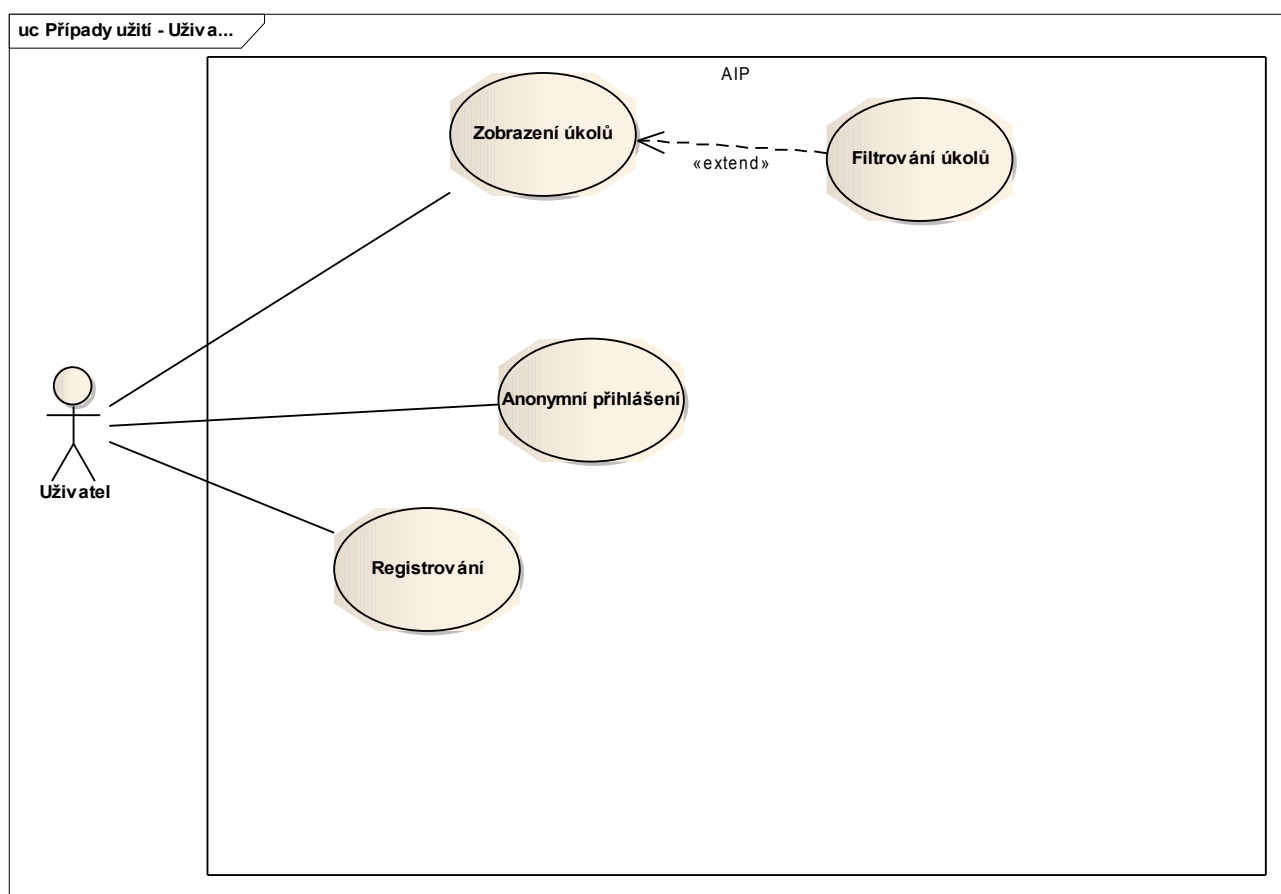 uc Případy užití - Uživa...
AIP
Zobrazení úkolů
Filtrování úkolů
«extend»
Anonymní přihlášení
Uživatel
Registrování